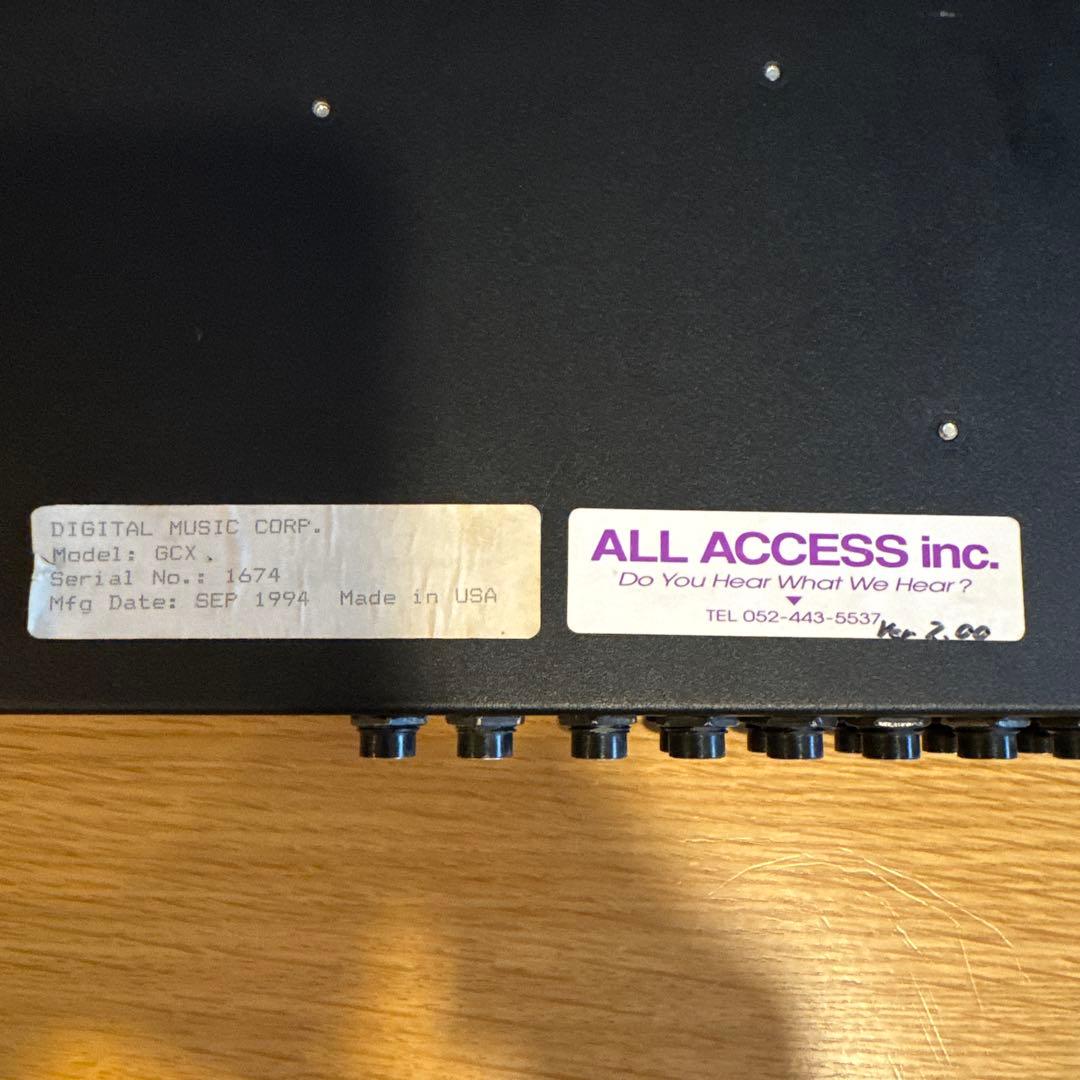 DIGITAL MUSIC CORP.
Model: GCX.
Serial No.: 1674
Mfg Date: SEP 1994 Made in USA
ALL ACCESS inc.
Do You Hear What We Hear?
TEL 052-443-5537
Ver 2.00